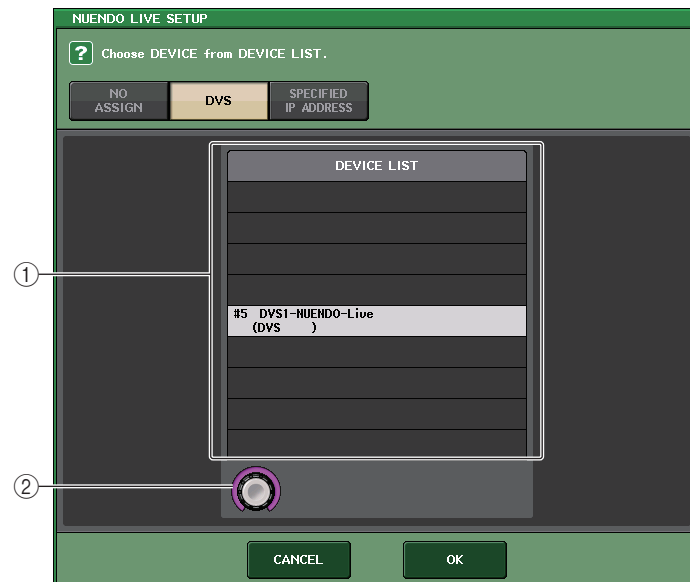 NUENDO LIVE SETUP
? Choose DEVICE from DEVICE LIST.
NO ASSIGN
DVS
SPECIFIED IP ADDRESS
DEVICE LIST
1
#5 DVS1-NUENDO-Live
(DVS )
2
CANCEL
OK